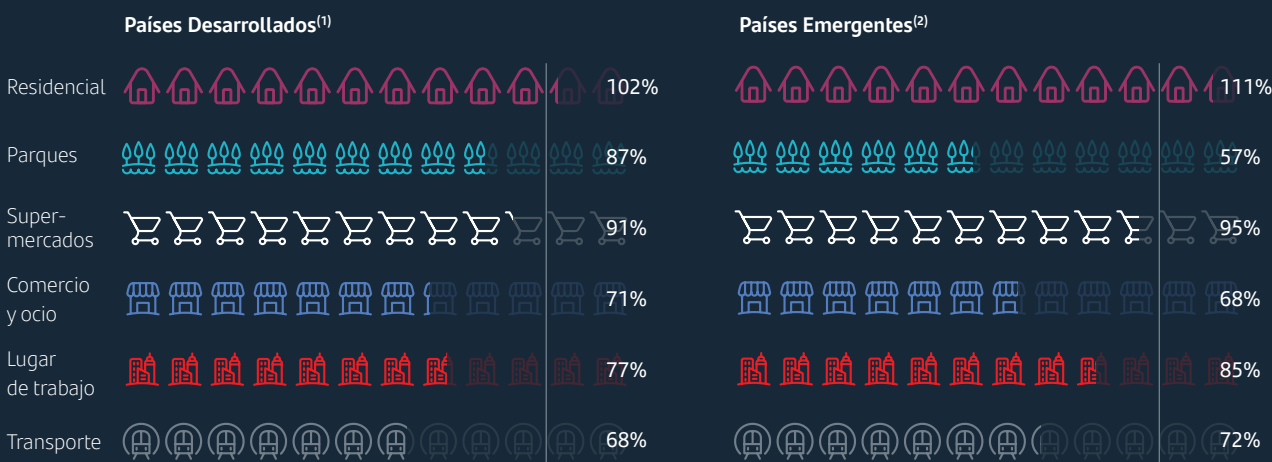 Países Desarrollados(1)
Países Emergentes(2)
Residencial
102%
111%
Parques
87%
57%
Super-
mercados
91%
95%
Comercio
y ocio
71%
68%
Lugar
de trabajo
77%
85%
Transporte
68%
72%